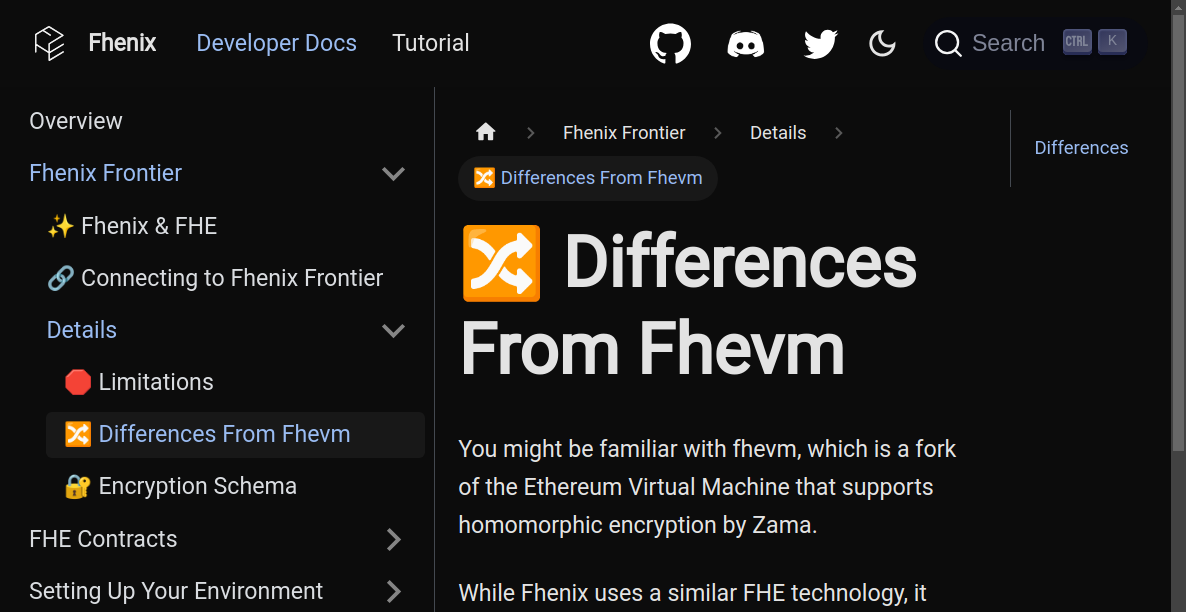 Fhenix Developer Docs Tutorial Search CTRL K
Overview
Fhenix Frontier
✨ Fhenix & FHE
🔗 Connecting to Fhenix Frontier
Details
🛑 Limitations
🔀 Differences From Fhevm
🔐 Encryption Schema
FHE Contracts
Setting Up Your Environment
Fhenix Frontier Details
🔀 Differences From Fhevm
🔀 Differences
From Fhevm
You might be familiar with fhevm, which is a fork
of the Ethereum Virtual Machine that supports
homomorphic encryption by Zama.
While Fhenix uses a similar FHE technology, it
Differences